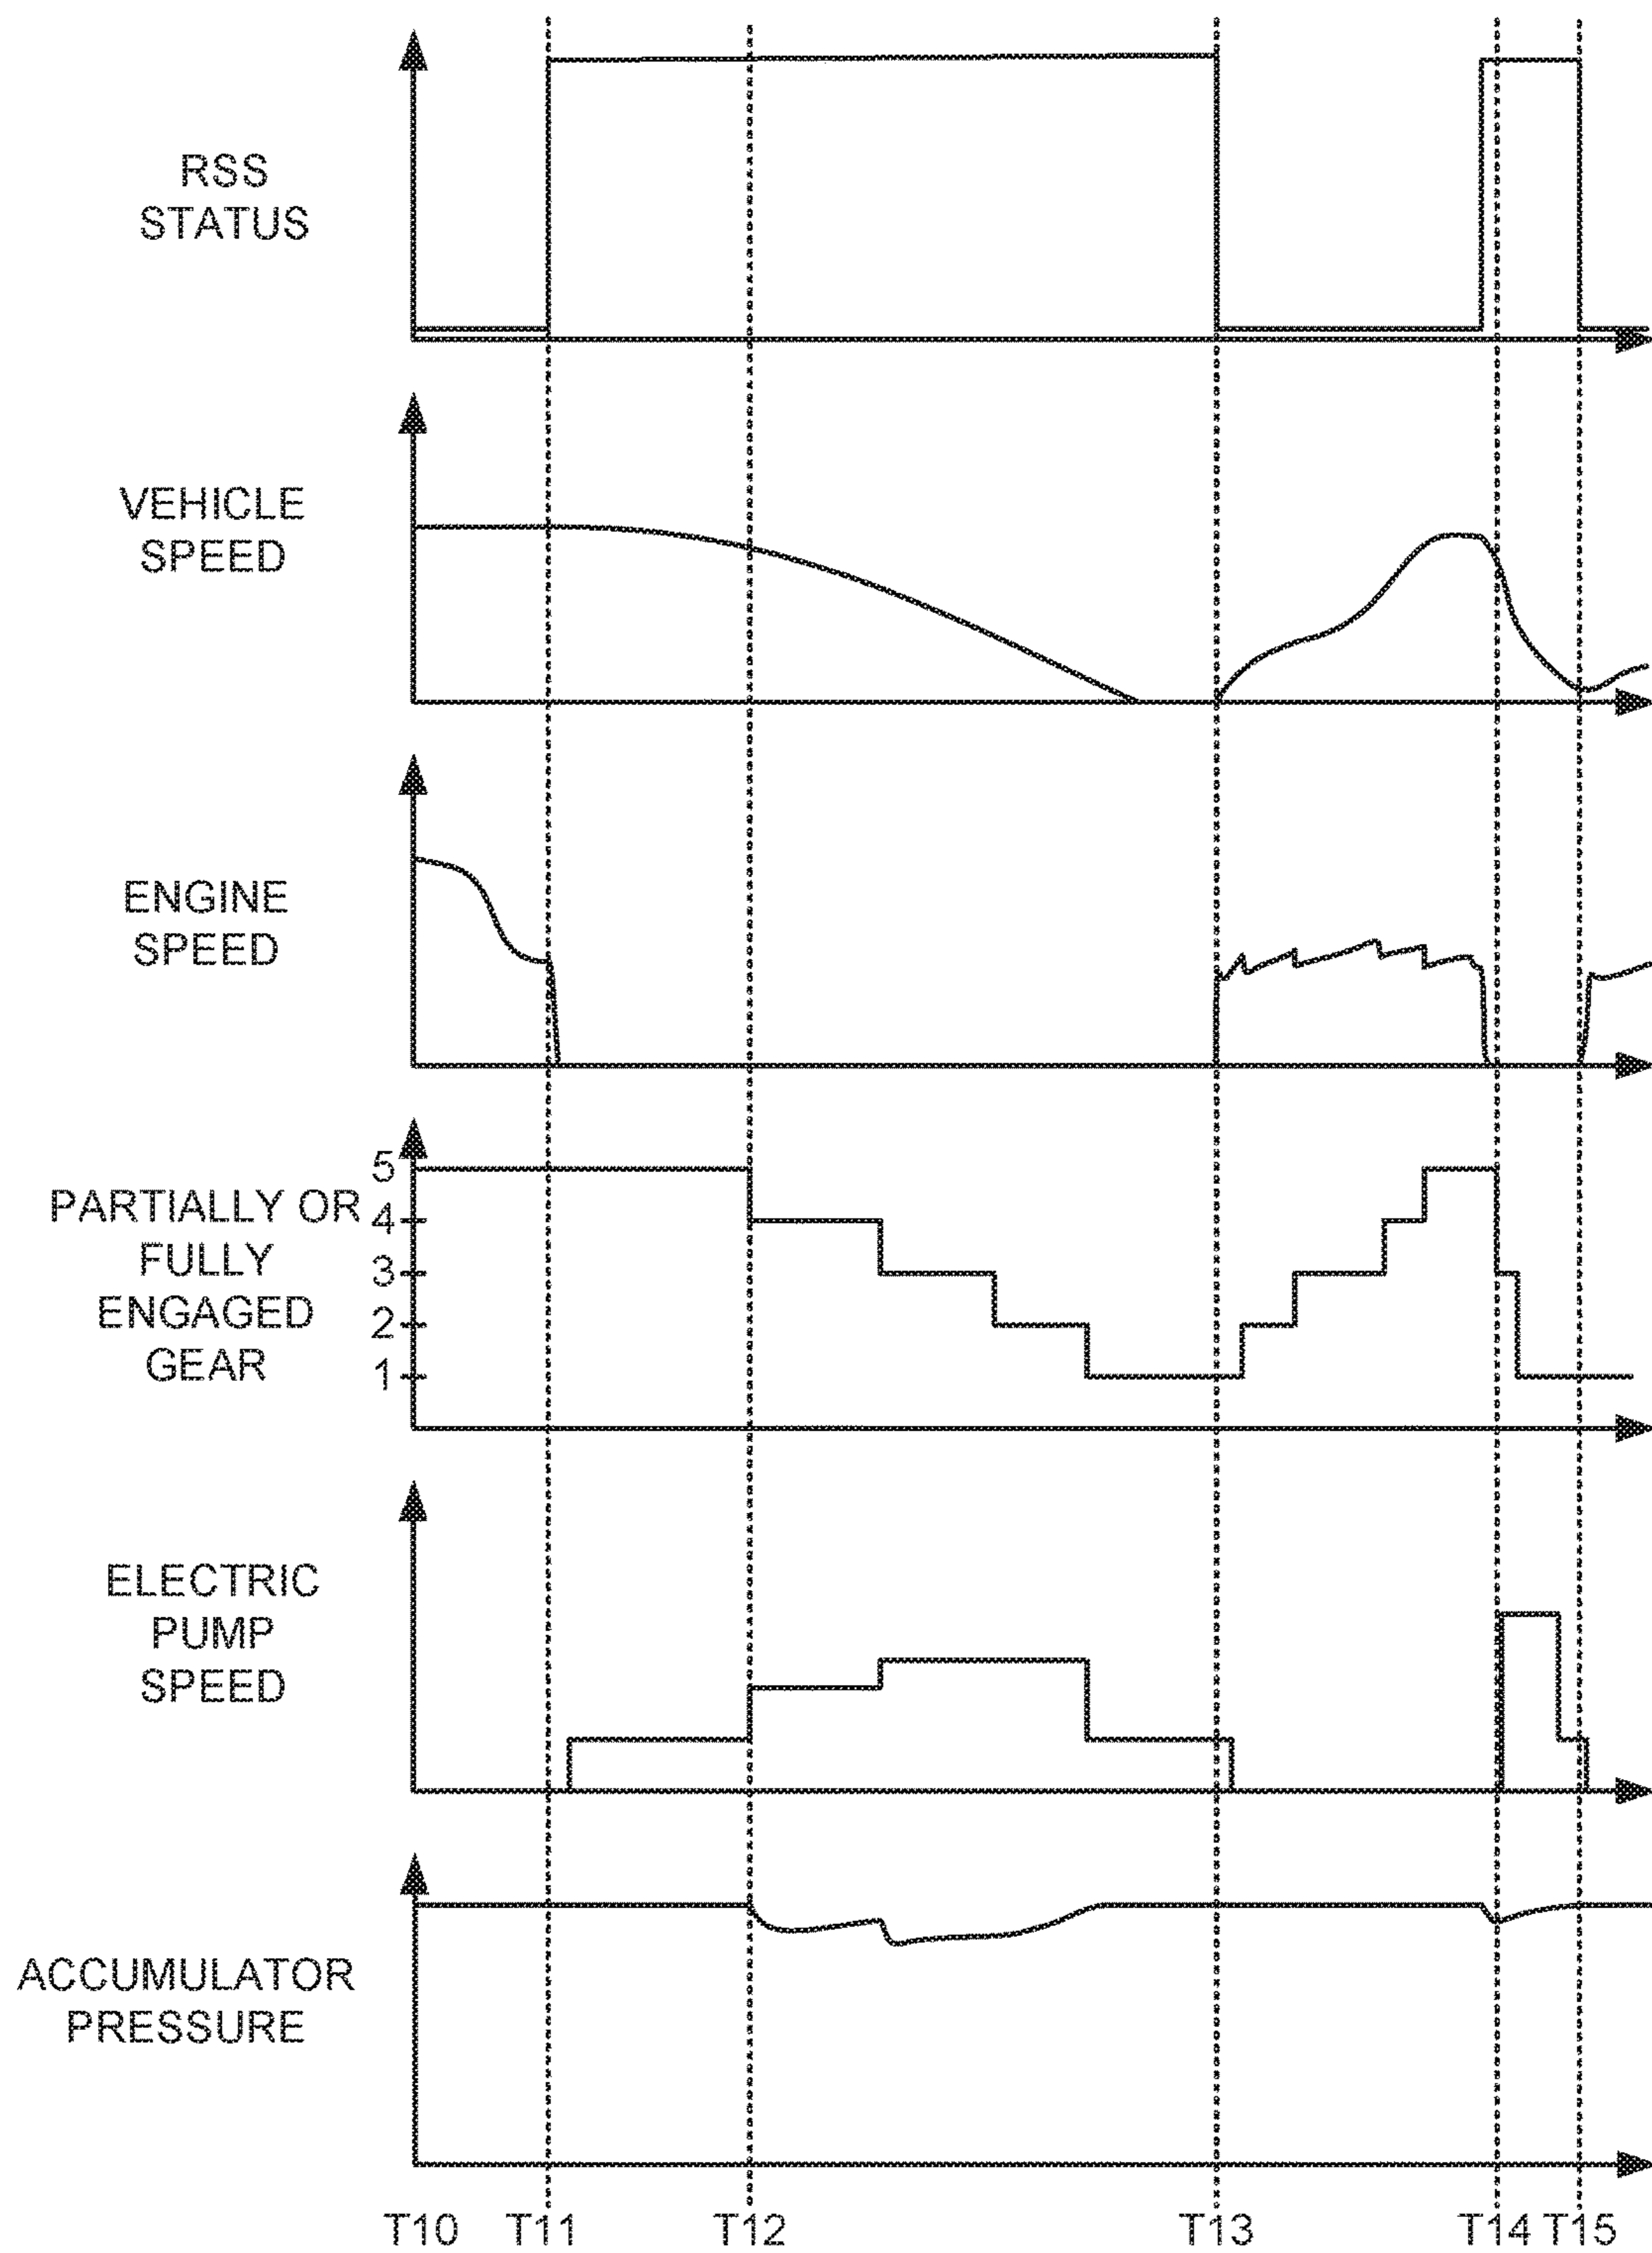 RSS
STATUS
VEHICLE
SPEED
ENGINE
SPEED
PARTIALLY OR
FULLY
ENGAGED
GEAR
5
4
3
2
1
ELECTRIC
PUMP
SPEED
ACCUMULATOR
PRESSURE
T10 T11 T12 T13 T14 T15